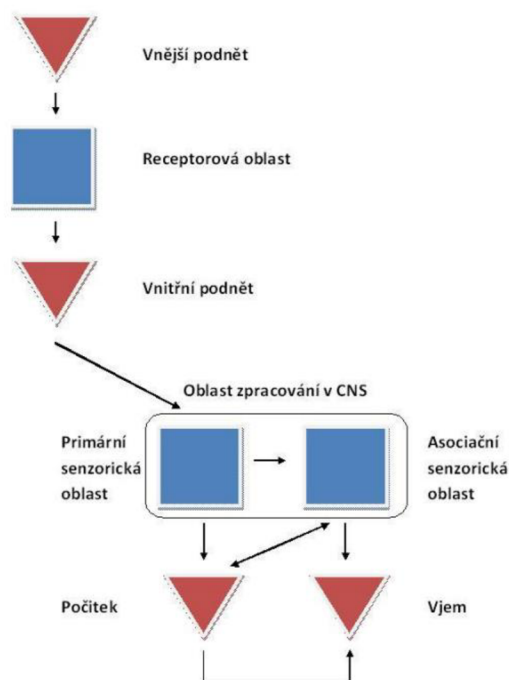 Vnější podnět
Receptorová oblast
Vnitřní podnět
Oblast zpracování v CNS
Primární
senzorická
oblast
Asociační
senzorická
oblast
Počitek
Vjem